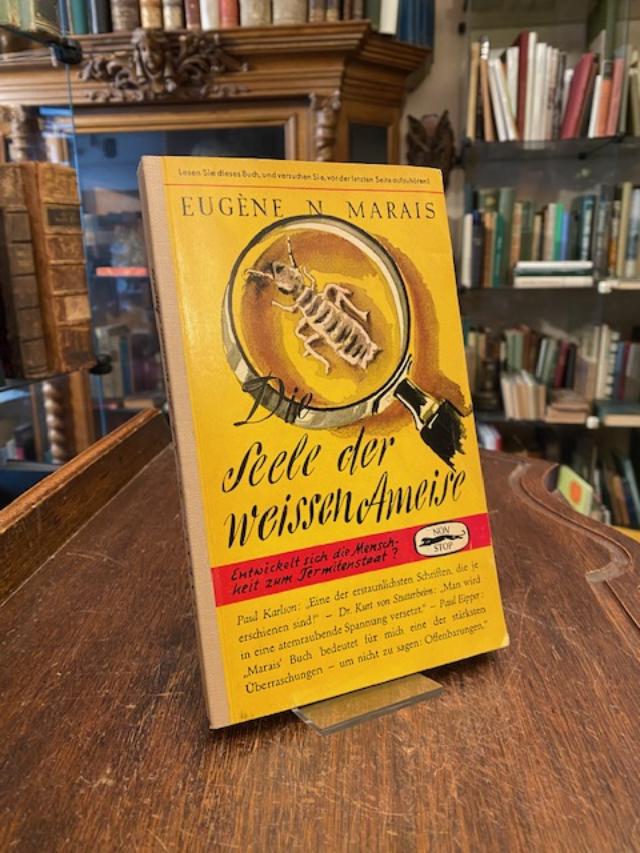 Lesen Sie dieses Buch, und versuchen Sie, vor der letzten Seite aufzuhören!
EUGÈNE N MARAIS
Die
Seele der
weissen Ameise
Entwickelt sich die Mensch-
heit zum Termitenstaat?
NON
STOP
Paul Karlson: „Eine der erstaunlichsten Schriften, die je
erschienen sind!" – Dr. Kurt von Stutterheim: „Man wird
in eine atemraubende Spannung versetzt." – Paul Eipper:
„Marais' Buch bedeutet für mich eine der stärksten
Überraschungen – um nicht zu sagen: Offenbarungen."